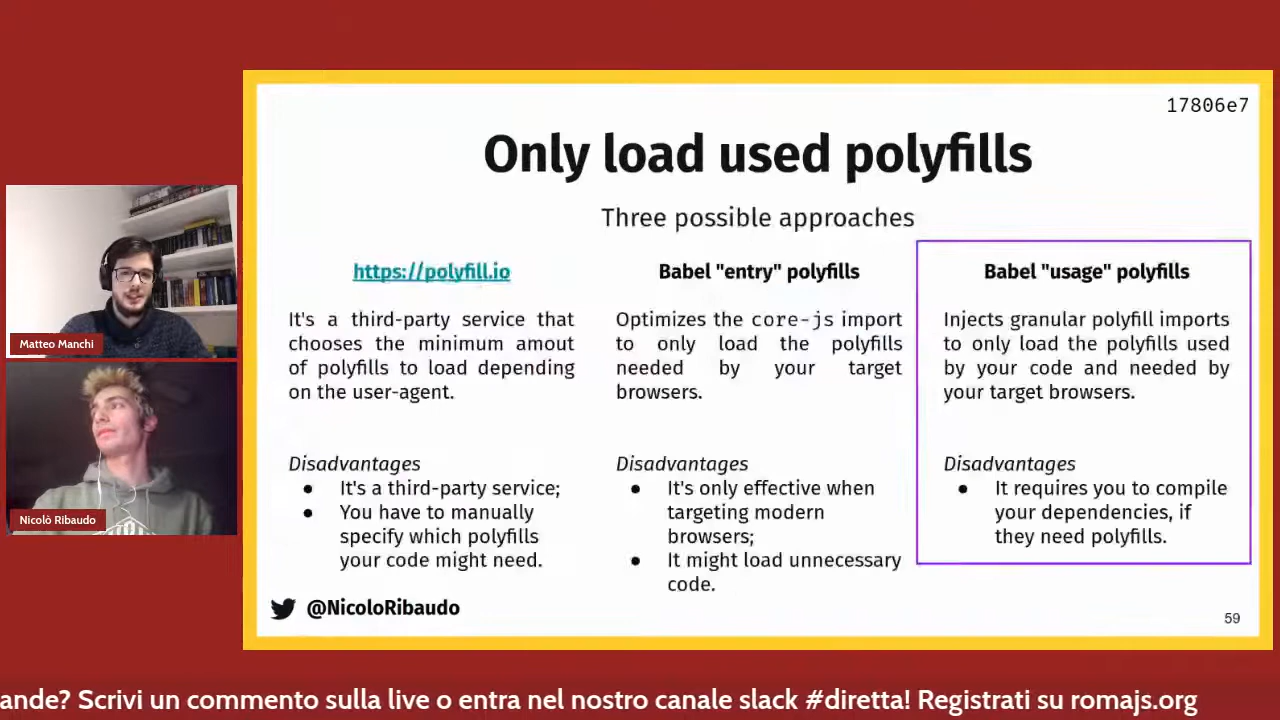 17806e7
Only load used polyfills
Three possible approaches
https://polyfill.io
It's a third-party service that
chooses the minimum amout
of polyfills to load depending
on the user-agent.
Disadvantages
● It's a third-party service;
● You have to manually
specify which polyfills
your code might need.
Babel "entry" polyfills
Optimizes the core-js import
to only load the polyfills
needed by your target
browsers.
Disadvantages
● It's only effective when
targeting modern
browsers;
● It might load unnecessary
code.
Babel "usage" polyfills
Injects granular polyfill imports
to only load the polyfills used
by your code and needed by
your target browsers.
Disadvantages
● It requires you to compile
your dependencies, if
they need polyfills.
@NicoloRibaudo
59
Matteo Manchi
Nicolò Ribaudo
ande? Scrivi un commento sulla live o entra nel nostro canale slack #diretta! Registrati su romajs.org